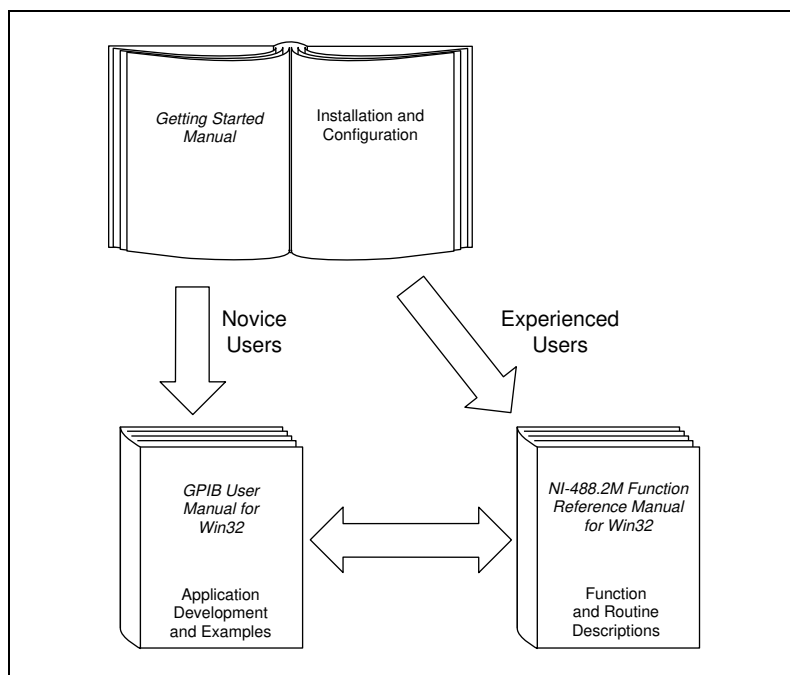 Getting Started
Manual
Installation and
Configuration
Novice
Users
Experienced
Users
GPIB User
Manual for
Win32
Application
Development
and Examples
NI-488.2M Function
Reference Manual
for Win32
Function
and Routine
Descriptions